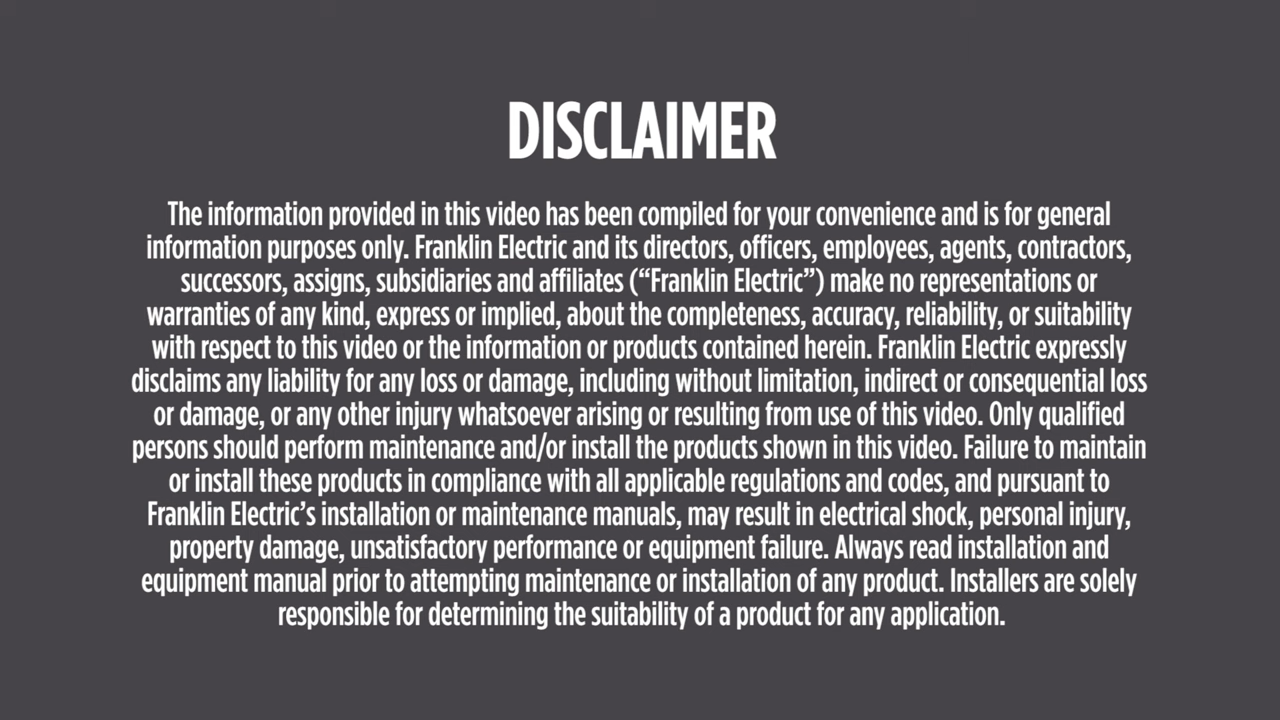 DISCLAIMER
The information provided in this video has been compiled for your convenience and is for general
information purposes only. Franklin Electric and its directors, officers, employees, agents, contractors,
successors, assigns, subsidiaries and affiliates (“Franklin Electric”) make no representations or
warranties of any kind, express or implied, about the completeness, accuracy, reliability, or suitability
with respect to this video or the information or products contained herein. Franklin Electric expressly
disclaims any liability for any loss or damage, including without limitation, indirect or consequential loss
or damage, or any other injury whatsoever arising or resulting from use of this video. Only qualified
persons should perform maintenance and/or install the products shown in this video. Failure to maintain
or install these products in compliance with all applicable regulations and codes, and pursuant to
Franklin Electric’s installation or maintenance manuals, may result in electrical shock, personal injury,
property damage, unsatisfactory performance or equipment failure. Always read installation and
equipment manual prior to attempting maintenance or installation of any product. Installers are solely
responsible for determining the suitability of a product for any application.